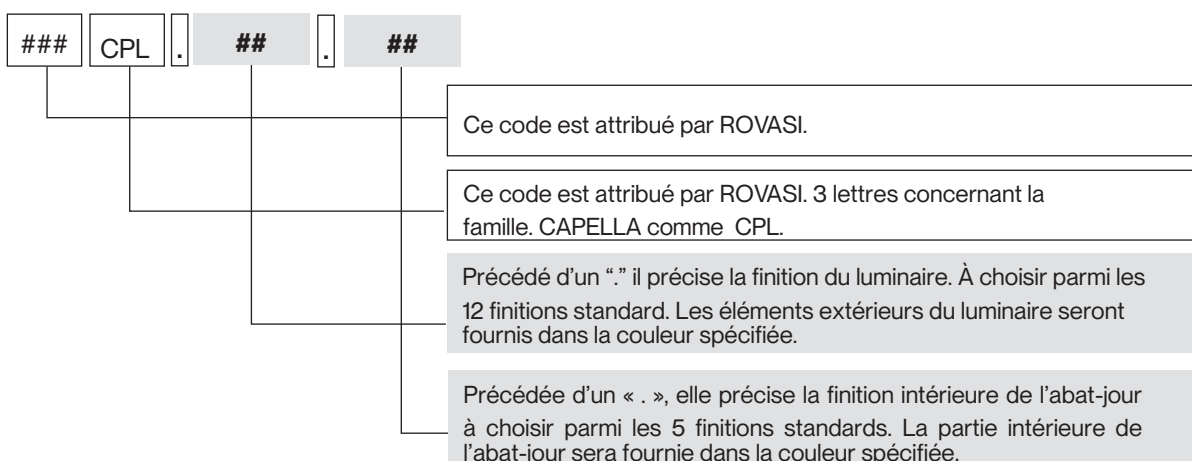 ### CPL . ## . ##
Ce code est attribué par ROVASI.
Ce code est attribué par ROVASI. 3 lettres concernant la
famille. CAPELLA comme CPL.
Précédé d'un “.” il précise la finition du luminaire. À choisir parmi les
12 finitions standard. Les éléments extérieurs du luminaire seront
fournis dans la couleur spécifiée.
Précédée d'un « . », elle précise la finition intérieure de l'abat-jour
à choisir parmi les 5 finitions standards. La partie intérieure de
l'abat-jour sera fournie dans la couleur spécifiée.